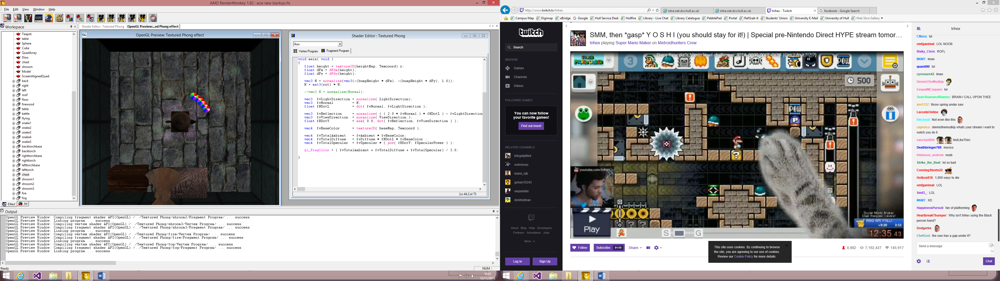 AMD RenderMonkey 1.82 : acw new backup.rfx
File Edit View Window Help
Workspace
Teapot
table
Sphere
Cube
QuadArray
Dino
chest
shroom
Model
ScreenAlignedQuad
back
right
left
roof
floor
firewood
table
kettle
flying
snake1
snake2
snake3
snake4
snake5
backtorchbase
backtorch
righttorchbase
righttorch
lefttorchbase
lefttorch
chest
shroom1
shroom2
shroom3
fire
fog
Effect Art
Shader Editor : Textured Phong OpenGL Preview:...ed Phong effect
GL OpenGL Preview: Textured Phong effect
Shader Editor : Textured Phong
floor
Vertex Program Fragment Program
void main( void )
{
float height = texture2D(heightMap, Texcoord).r;
float dFx = dFdx(height);
float dFy = dFdy(height);
vec3 N = normalize(vec3(-(bumpHeight * dFx), -(bumpHeight * dFy), 1.0));
N = mat3(rot) * N;
//vec3 N = normalize(Normal);
vec3 fvLightDirection = normalize( LightDirection);
vec3 fvNormal = N;
float fNDotL = dot( fvNormal, fvLightDirection );
vec3 fvReflection = normalize( ( ( 2.0 * fvNormal ) * fNDotL ) - fvLightDirection
vec3 fvViewDirection = normalize( ViewDirection );
float fRDotV = max( 0.0, dot( fvReflection, fvViewDirection ) );
vec4 fvBaseColor = texture2D( baseMap, Texcoord );
vec4 fvTotalAmbient = fvAmbient * fvBaseColor;
vec4 fvTotalDiffuse = fvDiffuse * fNDotL * fvBaseColor ;
vec4 fvTotalSpecular = fvSpecular * ( pow( fRDotV, fSpecularPower ) );
gl_FragColor = ( fvTotalAmbient + fvTotalDiffuse + fvTotalSpecular) / 3.0;
}
Ln 44,Col 75
Output
OpenGL Preview Window: Compiling fragment shader API(OpenGL) /../Textured Phong/shroom2/Fragment Program/ ... success
OpenGL Preview Window: Linking program ... success
OpenGL Preview Window: Compiling vertex shader API(OpenGL) /../Textured Phong/shroom3/Vertex Program/ ... success
OpenGL Preview Window: Compiling fragment shader API(OpenGL) /../Textured Phong/shroom3/Fragment Program/ ... success
OpenGL Preview Window: Linking program ... success
OpenGL Preview Window: Compiling vertex shader API(OpenGL) /../Textured Phong/fire/Vertex Program/ ... success
OpenGL Preview Window: Compiling fragment shader API(OpenGL) /../Textured Phong/fire/Fragment Program/ ... success
OpenGL Preview Window: Linking program ... success
OpenGL Preview Window: Compiling vertex shader API(OpenGL) /../Textured Phong/fog/Vertex Program/ ... success
OpenGL Preview Window: Compiling fragment shader API(OpenGL) /../Textured Phong/fog/Fragment Program/ ... success
OpenGL Preview Window: Linking program ... success
Ready
NUM
10:41
12/11/2015
http://www.twitch.tv/trihex
intra.net.dcs.hull.ac.uk intra.net.dcs.hull.ac.uk trihex - Twitch facebook - Google Search
Campus Map Digimap eBridge Google Hull Service Desk Hullfire Library - Live Chat Library Catalogue PebblePad Portal RefGrab-It Students' Union University E-Mail University of Hull Web Slice Gallery
twitch
Search
BROWSE
Games
Channels
Videos
FOLLOWED GAMES
You can now follow
your favorite games!
Find out more!
RELATED CHANNELS
letsgetpitted
wolverous
mario_lab
gohan15243
vieparlafoi
dickhiskhan
About Blog Help Developers
Partners Advertisers Jobs
More
Log In Sign Up
SMM, then *gasp* Y O S H I (you should stay for it!) | Special pre-Nintendo Direct HYPE stream tomor...
trihex playing Super Mario Maker on Metroidhunters Crew
SUPER
MARIO WORLD
3
500
POW
P
?
youtube.com/trihex
@trihexx
Play
S G
Super Mario Maker
User Request Levels!
RNG WR Y'ALL!
+9:20 3:15
12:35.43
Follow Subscribe $4.99 Share
8,982 7,192,437 145,917
This site uses cookies. By continuing to browse
the site, you are agreeing to our use of cookies.
Review our Cookie Policy for more details.
trihex
CMass: lol
omfganimal: LOL NOOB
Risky_Chris: ROFL
M6MT: lmao
quanti90: lol
cynosure42: lmao
DennisTheMudkip:
EequalMCsquare: lol
SeanShamanofRamen: BRAIN I CALL UPON THEE
sivi1337: throw spring under saw
LacosteOnline:
Inkcloud: Not even like this
capnrico: dennisthemudkip whats your stream i want to
watch you do it
vancha5004: NotLikeThis\
Deathbringer769: mexico
Infamous_andrew: noob
Strike_the_Beat: lol so bad
CunningStunts22:
Hotbox818: 1,000 ways to die
omfganimal: LOL
Smil3_: LOL
M6MT: XD
HappinessPursuit: fan of platforming
HeartbreakThumper: Why isn't trihex using the Black
person hand?
Dodgerbs:
ChefGod: the saw has a gap under it?
Send a message
Chat